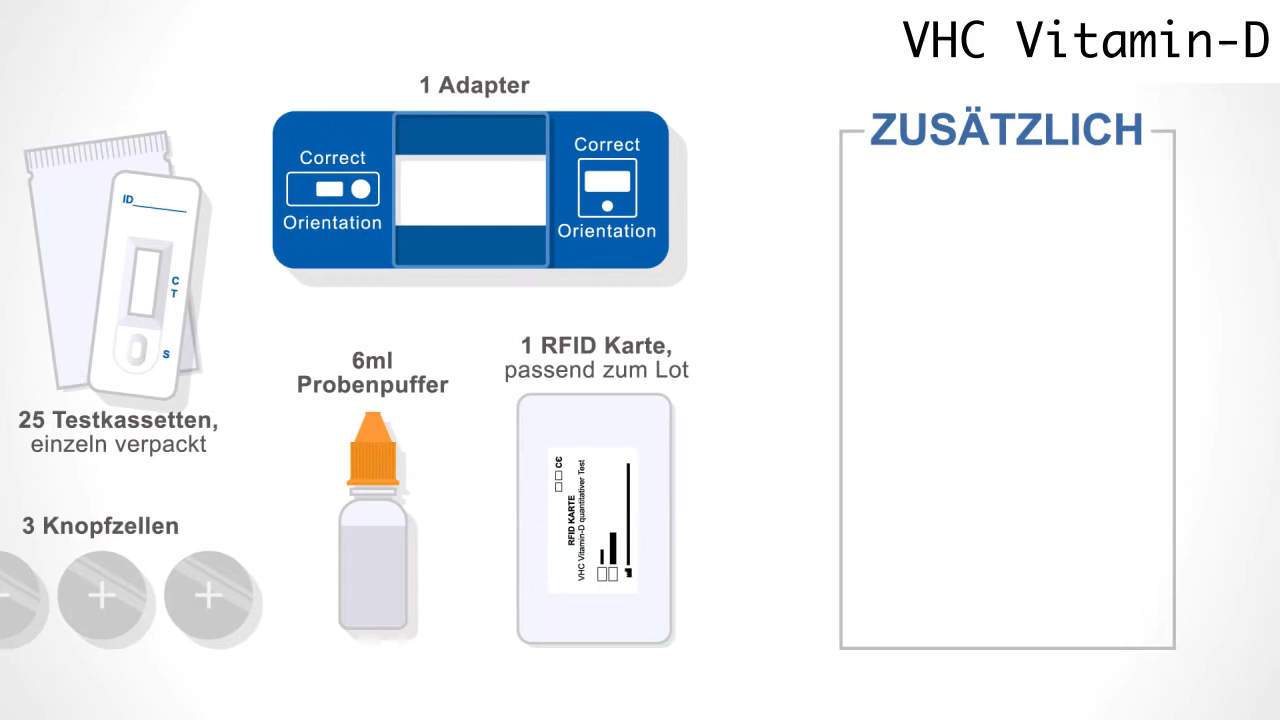 VHC Vitamin-D
1 Adapter
Correct
Orientation
Correct
Orientation
ZUSÄTZLICH
ID
C
T
S
25 Testkassetten,
einzeln verpackt
6ml
Probenpuffer
1 RFID Karte,
passend zum Lot
RFID KARTE
VHC Vitamin-D quantitativer Test
CE
3 Knopfzellen